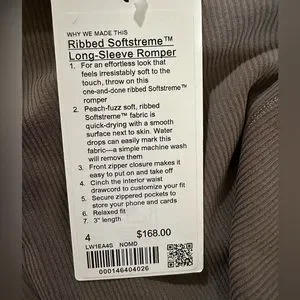 WHY WE MADE THIS
Ribbed Softstreme™
Long-Sleeve Romper
1. For an effortless look that
feels irresistably soft to the
touch, throw on this
one-and-done ribbed Softstreme™
romper
2. Peach-fuzz soft, ribbed
Softstreme™ fabric is
quick-drying with a smooth
surface next to skin. Water
drops can easily mark this
fabric—a simple machine wash
will remove them
3. Front zipper closure makes it
easy to put on and take off
4. Cinch the interior waist
drawcord to customize your fit
5. Secure zippered pockets to
store your phone and cards
6. Relaxed fit
7. 3" length
4 $168.00
LW1EA4S NOMD
000146404026